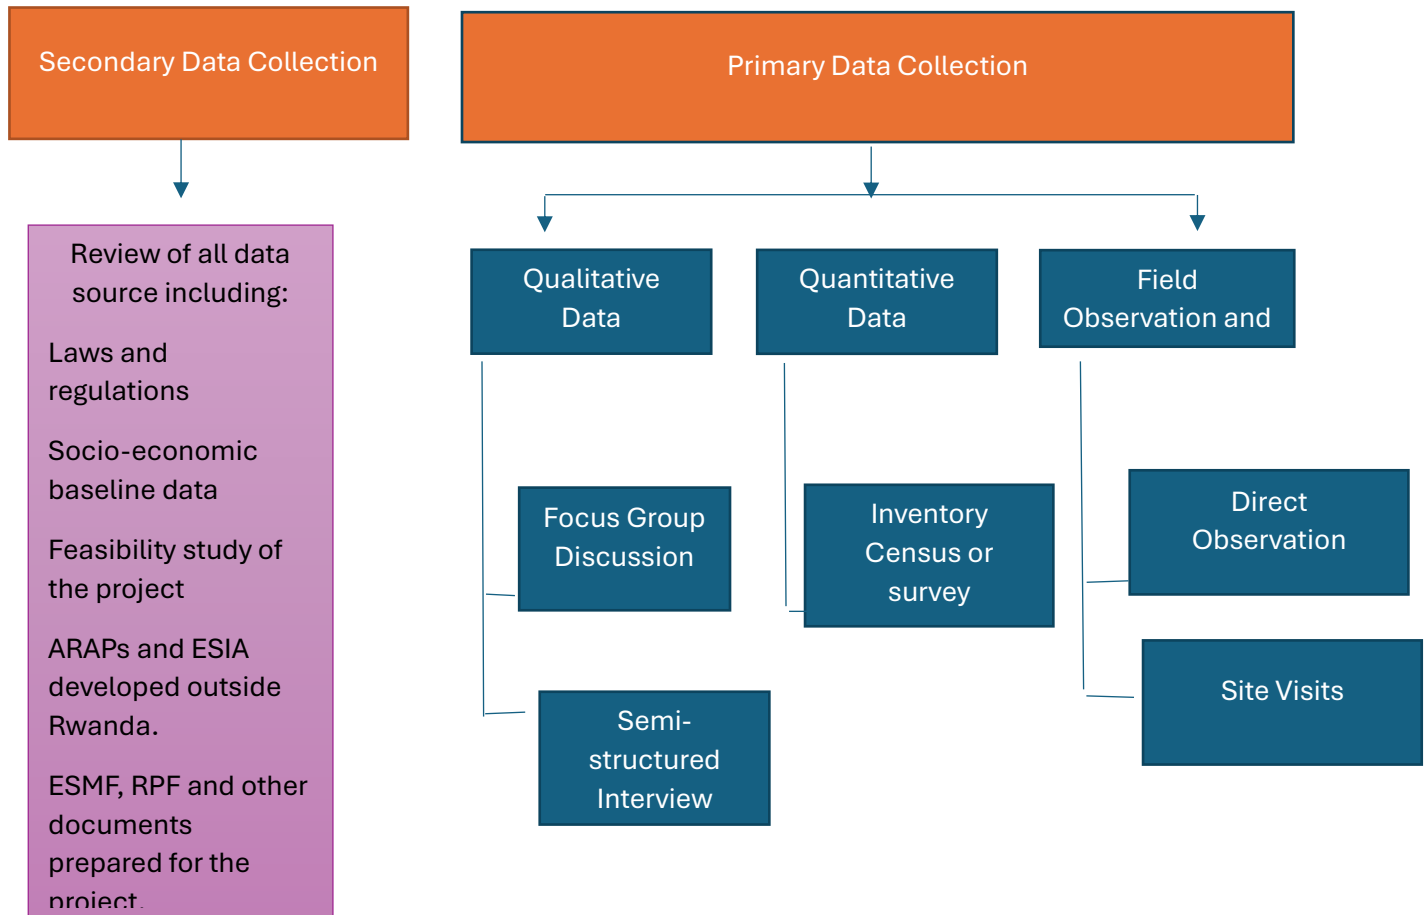 Secondary Data Collection
Primary Data Collection
Review of all data
source including:
Laws and
regulations
Socio-economic
baseline data
Feasibility study of
the project
ARAPs and ESIA
developed outside
Rwanda.
ESMF, RPF and other
documents
prepared for the
project.
Qualitative
Data
Quantitative
Data
Field
Observation and
Focus Group
Discussion
Inventory
Census or
survey
Direct
Observation
Semi-
structured
Interview
Site Visits